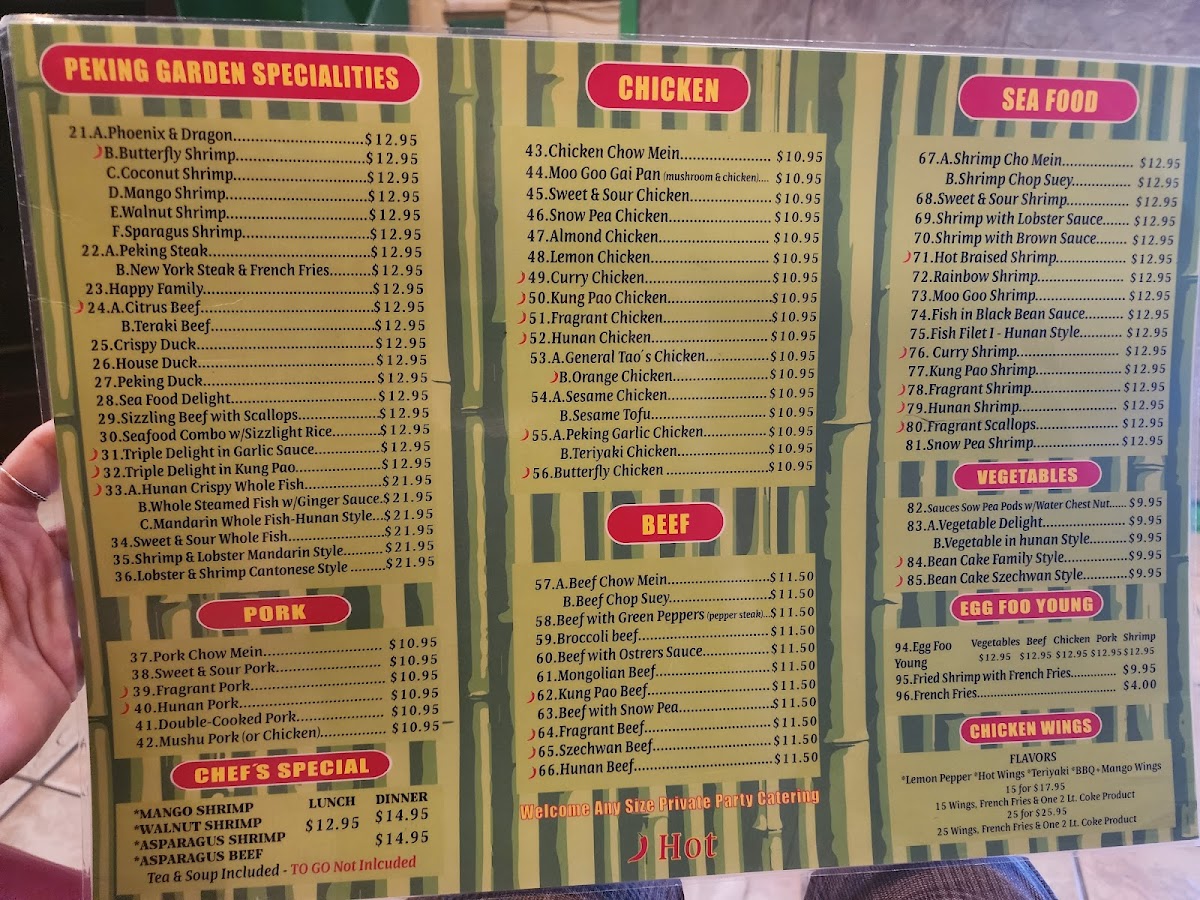 PEKING GARDEN SPECIALITIES
21.A.Phoenix & Dragon....................$12.95
B.Butterfly Shrimp....................$12.95
C.Coconut Shrimp....................$12.95
D.Mango Shrimp....................$12.95
E.Walnut Shrimp....................$12.95
F.Sparagus Shrimp....................$12.95
22.A.Peking Steak....................$12.95
B.New York Steak & French Fries..........$12.95
23.Happy Family....................$12.95
24.A.Citrus Beef....................$12.95
B.Teraki Beef....................$12.95
25.Crispy Duck....................$12.95
26.House Duck....................$12.95
27.Peking Duck....................$12.95
28.Sea Food Delight....................$12.95
29.Sizzling Beef with Scallops..........$12.95
30.Seafood Combo w/Sizzlight Rice..........$12.95
31.Triple Delight in Garlic Sauce..........$12.95
32.Triple Delight in Kung Pao..........$12.95
33.A.Hunan Crispy Whole Fish..........$21.95
B.Whole Steamed Fish w/Ginger Sauce.$21.95
C.Mandarin Whole Fish-Hunan Style...$21.95
34.Sweet & Sour Whole Fish..........$21.95
35.Shrimp & Lobster Mandarin Style..........$21.95
36.Lobster & Shrimp Cantonese Style .........$21.95
PORK
37.Pork Chow Mein.................... $10.95
38.Sweet & Sour Pork.................... $10.95
39.Fragrant Pork.................... $10.95
40.Hunan Pork.................... $10.95
41.Double-Cooked Pork.................... $10.95
42.Mushu Pork (or Chicken)............... $10.95
CHEF´S SPECIAL
LUNCH DINNER
*MANGO SHRIMP
*WALNUT SHRIMP $12.95 $14.95
*ASPARAGUS SHRIMP
*ASPARAGUS BEEF $14.95
Tea & Soup Included - TO GO Not Inlcuded
CHICKEN
43.Chicken Chow Mein.................... $10.95
44.Moo Goo Gai Pan (mushroom & chicken).... $10.95
45.Sweet & Sour Chicken....................$10.95
46.Snow Pea Chicken.................... $10.95
47.Almond Chicken.................... $10.95
48.Lemon Chicken.................... $10.95
49.Curry Chicken....................$10.95
50.Kung Pao Chicken....................$10.95
51.Fragrant Chicken....................$10.95
52.Hunan Chicken....................$10.95
53.A.General Tao´s Chicken...............$10.95
B.Orange Chicken....................$10.95
54.A.Sesame Chicken....................$10.95
B.Sesame Tofu....................$10.95
55.A.Peking Garlic Chicken...............$10.95
B.Teriyaki Chicken....................$10.95
56.Butterfly Chicken ....................$10.95
BEEF
57.A.Beef Chow Mein....................$11.50
B.Beef Chop Suey....................$11.50
58.Beef with Green Peppers (pepper steak)...$11.50
59.Broccoli beef....................$11.50
60.Beef with Ostrers Sauce...............$11.50
61.Mongolian Beef....................$11.50
62.Kung Pao Beef....................$11.50
63.Beef with Snow Pea....................$11.50
64.Fragrant Beef....................$11.50
65.Szechwan Beef....................$11.50
66.Hunan Beef....................$11.50
Welcome Any Size Private Party Catering
Hot
SEA FOOD
67.A.Shrimp Cho Mein............... $12.95
B.Shrimp Chop Suey............... $12.95
68.Sweet & Sour Shrimp............... $12.95
69.Shrimp with Lobster Sauce...... $12.95
70.Shrimp with Brown Sauce........ $12.95
71.Hot Braised Shrimp............... $12.95
72.Rainbow Shrimp.................... $12.95
73.Moo Goo Shrimp....................$12.95
74.Fish in Black Bean Sauce..........$12.95
75.Fish Filet I - Hunan Style..........$12.95
76. Curry Shrimp.................... $12.95
77.Kung Pao Shrimp....................$12.95
78.Fragrant Shrimp....................$12.95
79.Hunan Shrimp.................... $12.95
80.Fragrant Scallops....................$12.95
81.Snow Pea Shrimp....................$12.95
VEGETABLES
82.Sauces Sow Pea Pods w/Water Chest Nut......$9.95
83.A.Vegetable Delight....................$9.95
B.Vegetable in hunan Style..........$9.95
84.Bean Cake Family Style...............$9.95
85.Bean Cake Szechwan Style..........$9.95
EGG FOO YOUNG
94.Egg Foo Young Vegetables Beef Chicken Pork Shrimp
$12.95 $12.95 $12.95 $12.95 $12.95
95.Fried Shrimp with French Fries.......... $9.95
96.French Fries.................... $4.00
CHICKEN WINGS
FLAVORS
*Lemon Pepper *Hot Wings *Teriyaki *BBQ *Mango Wings
15 for $17.95
15 Wings, French Fries & One 2 Lt. Coke Product
25 for $25.95
25 Wings, French Fries & One 2 Lt. Coke Product